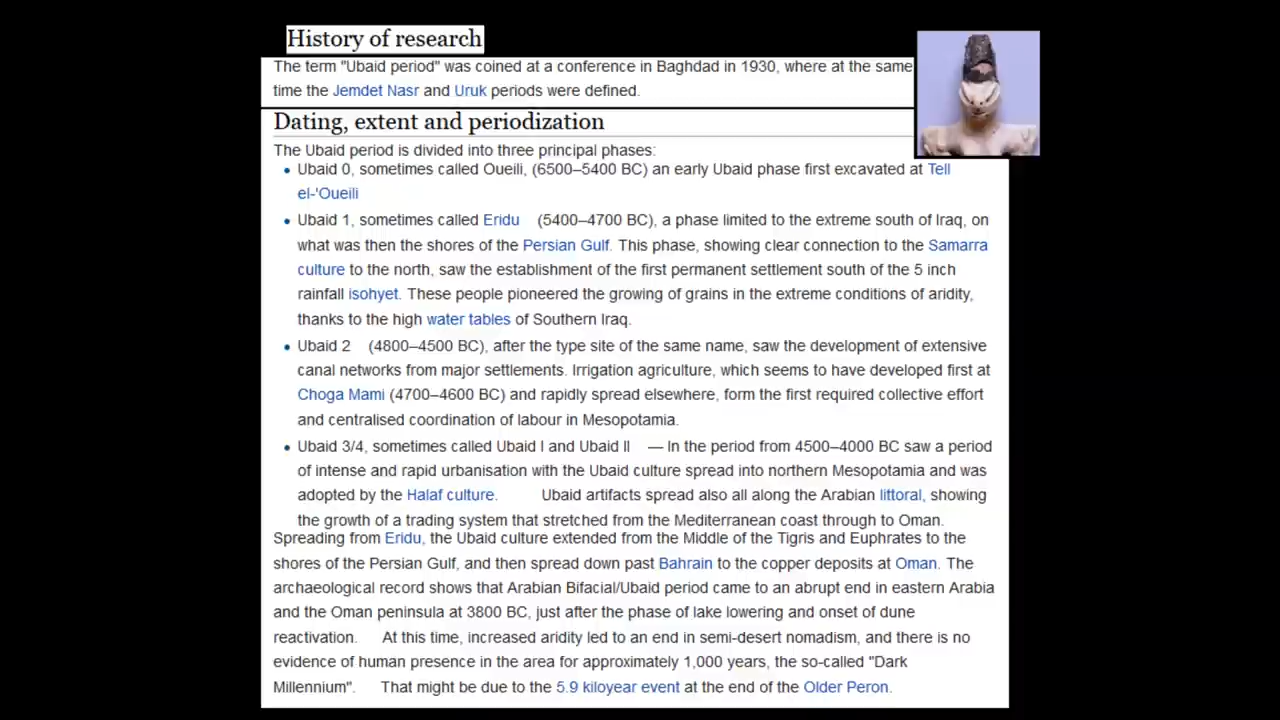 History of research
The term "Ubaid period" was coined at a conference in Baghdad in 1930, where at the same
time the Jemdet Nasr and Uruk periods were defined.
Dating, extent and periodization
The Ubaid period is divided into three principal phases:
• Ubaid 0, sometimes called Oueili, (6500–5400 BC) an early Ubaid phase first excavated at Tell
el-'Oueili
• Ubaid 1, sometimes called Eridu (5400–4700 BC), a phase limited to the extreme south of Iraq, on
what was then the shores of the Persian Gulf. This phase, showing clear connection to the Samarra
culture to the north, saw the establishment of the first permanent settlement south of the 5 inch
rainfall isohyet. These people pioneered the growing of grains in the extreme conditions of aridity,
thanks to the high water tables of Southern Iraq.
• Ubaid 2 (4800–4500 BC), after the type site of the same name, saw the development of extensive
canal networks from major settlements. Irrigation agriculture, which seems to have developed first at
Choga Mami (4700–4600 BC) and rapidly spread elsewhere, form the first required collective effort
and centralised coordination of labour in Mesopotamia.
• Ubaid 3/4, sometimes called Ubaid I and Ubaid II — In the period from 4500–4000 BC saw a period
of intense and rapid urbanisation with the Ubaid culture spread into northern Mesopotamia and was
adopted by the Halaf culture. Ubaid artifacts spread also all along the Arabian littoral, showing
the growth of a trading system that stretched from the Mediterranean coast through to Oman.
Spreading from Eridu, the Ubaid culture extended from the Middle of the Tigris and Euphrates to the
shores of the Persian Gulf, and then spread down past Bahrain to the copper deposits at Oman. The
archaeological record shows that Arabian Bifacial/Ubaid period came to an abrupt end in eastern Arabia
and the Oman peninsula at 3800 BC, just after the phase of lake lowering and onset of dune
reactivation. At this time, increased aridity led to an end in semi-desert nomadism, and there is no
evidence of human presence in the area for approximately 1,000 years, the so-called "Dark
Millennium". That might be due to the 5.9 kiloyear event at the end of the Older Peron.